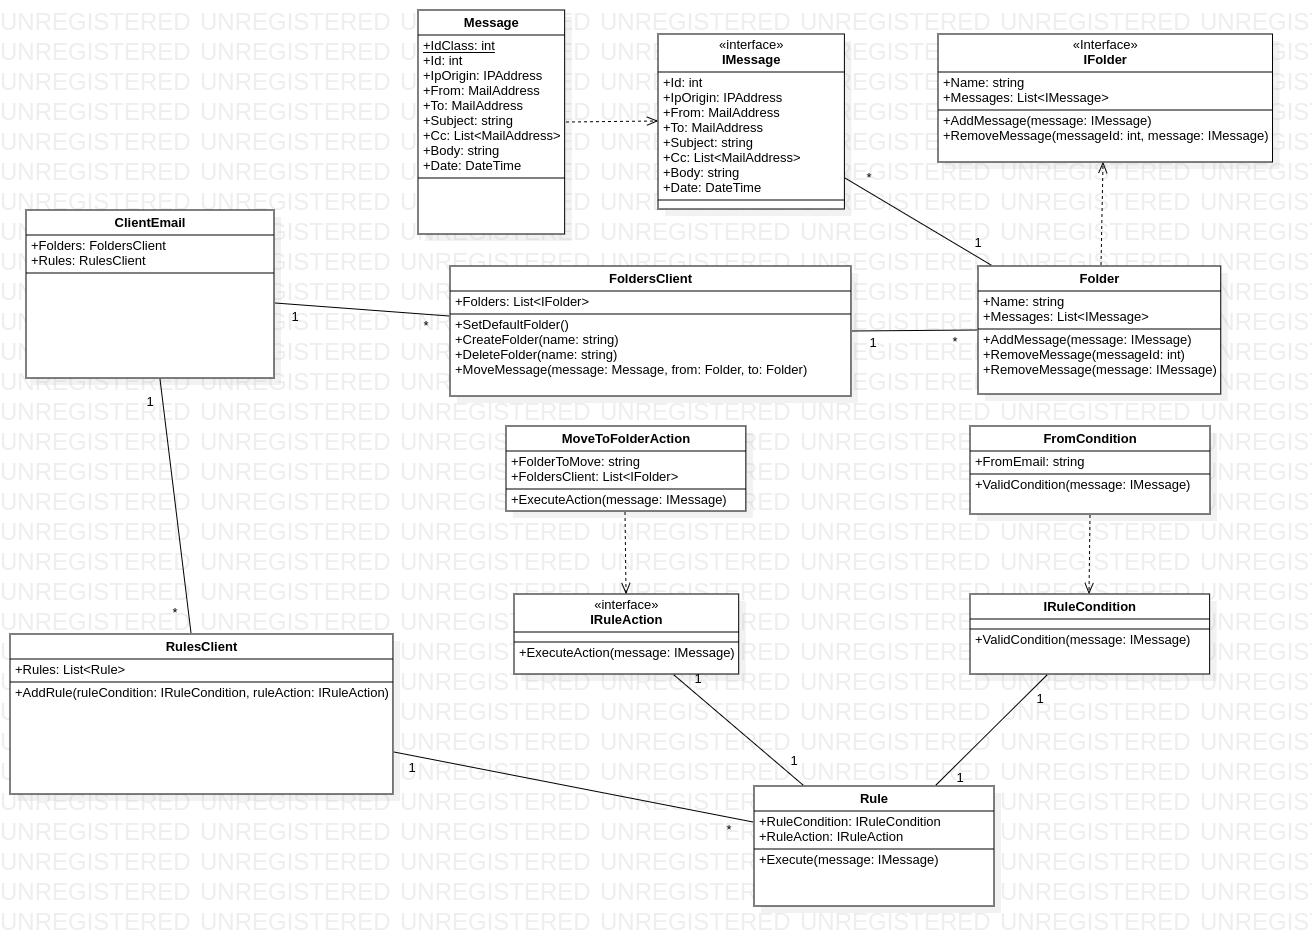 Message
+IdClass: int
+Id: int
+IpOrigin: IPAddress
+From: MailAddress
+To: MailAddress
+Subject: string
+Cc: List<MailAddress>
+Body: string
+Date: DateTime
«interface»
IMessage
+Id: int
+IpOrigin: IPAddress
+From: MailAddress
+To: MailAddress
+Subject: string
+Cc: List<MailAddress>
+Body: string
+Date: DateTime
«Interface»
IFolder
+Name: string
+Messages: List<IMessage>
+AddMessage(message: IMessage)
+RemoveMessage(messageId: int, message: IMessage)
*
1
ClientEmail
+Folders: FoldersClient
+Rules: RulesClient
1
*
FoldersClient
+Folders: List<IFolder>
+SetDefaultFolder()
+CreateFolder(name: string)
+DeleteFolder(name: string)
+MoveMessage(message: Message, from: Folder, to: Folder)
1
*
Folder
+Name: string
+Messages: List<IMessage>
+AddMessage(message: IMessage)
+RemoveMessage(messageId: int)
+RemoveMessage(message: IMessage)
1
*
MoveToFolderAction
+FolderToMove: string
+FoldersClient: List<IFolder>
+ExecuteAction(message: IMessage)
FromCondition
+FromEmail: string
+ValidCondition(message: IMessage)
«interface»
IRuleAction
+ExecuteAction(message: IMessage)
IRuleCondition
+ValidCondition(message: IMessage)
RulesClient
+Rules: List<Rule>
+AddRule(ruleCondition: IRuleCondition, ruleAction: IRuleAction)
1
1
1
1
1
*
Rule
+RuleCondition: IRuleCondition
+RuleAction: IRuleAction
+Execute(message: IMessage)
UNREGISTERED